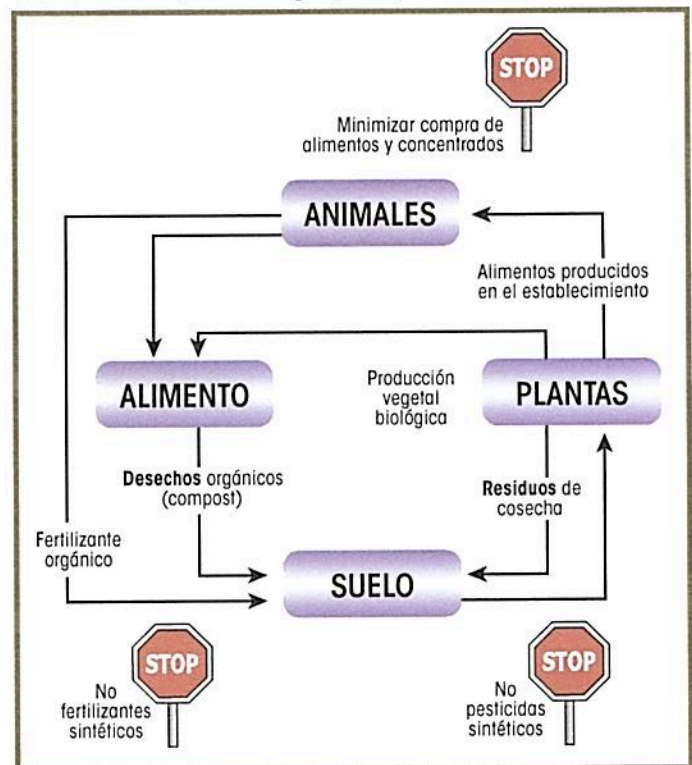 STOP
Minimizar compra de
alimentos y concentrados
ANIMALES
Alimentos producidos
en el establecimiento
ALIMENTO
Producción
vegetal
biológica
PLANTAS
Desechos orgánicos
(compost)
Residuos de
cosecha
Fertilizante
orgánico
SUELO
STOP
No
fertilizantes
sintéticos
STOP
No
pesticidas
sintéticos